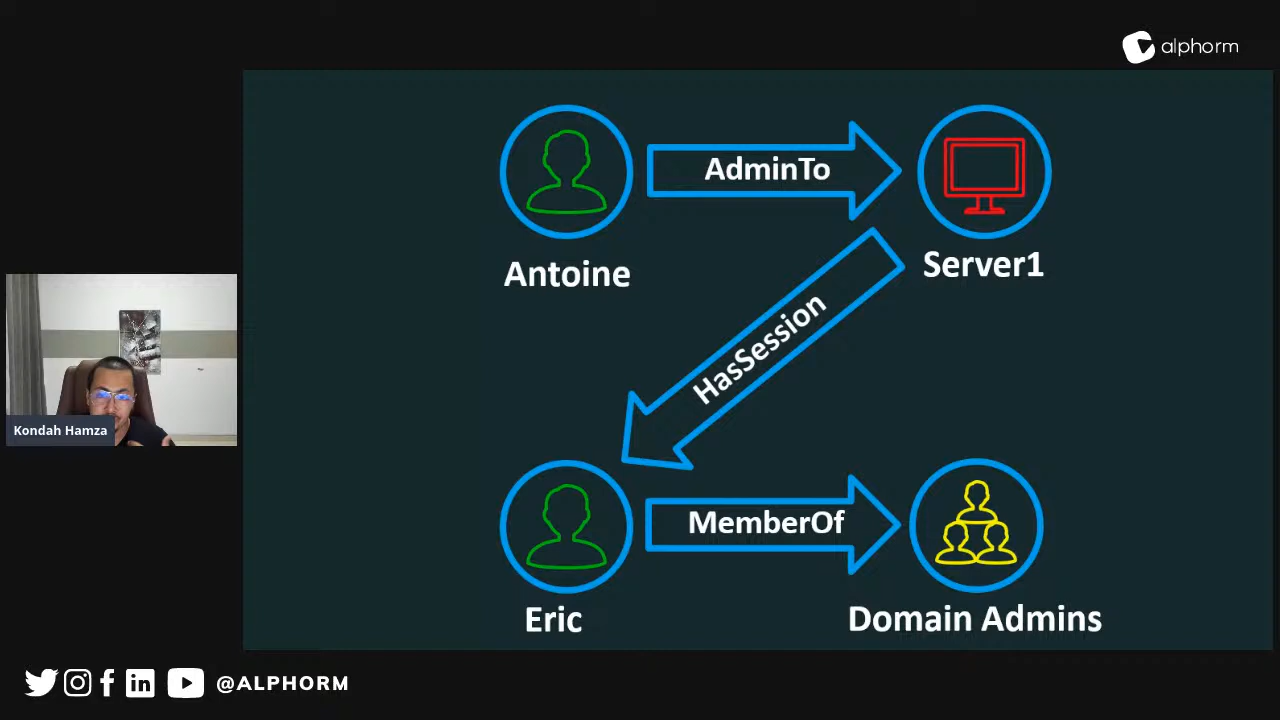 alphorm
AdminTo
Antoine
Server1
HasSession
Kondah Hamza
MemberOf
Eric
Domain Admins
@ALPHORM